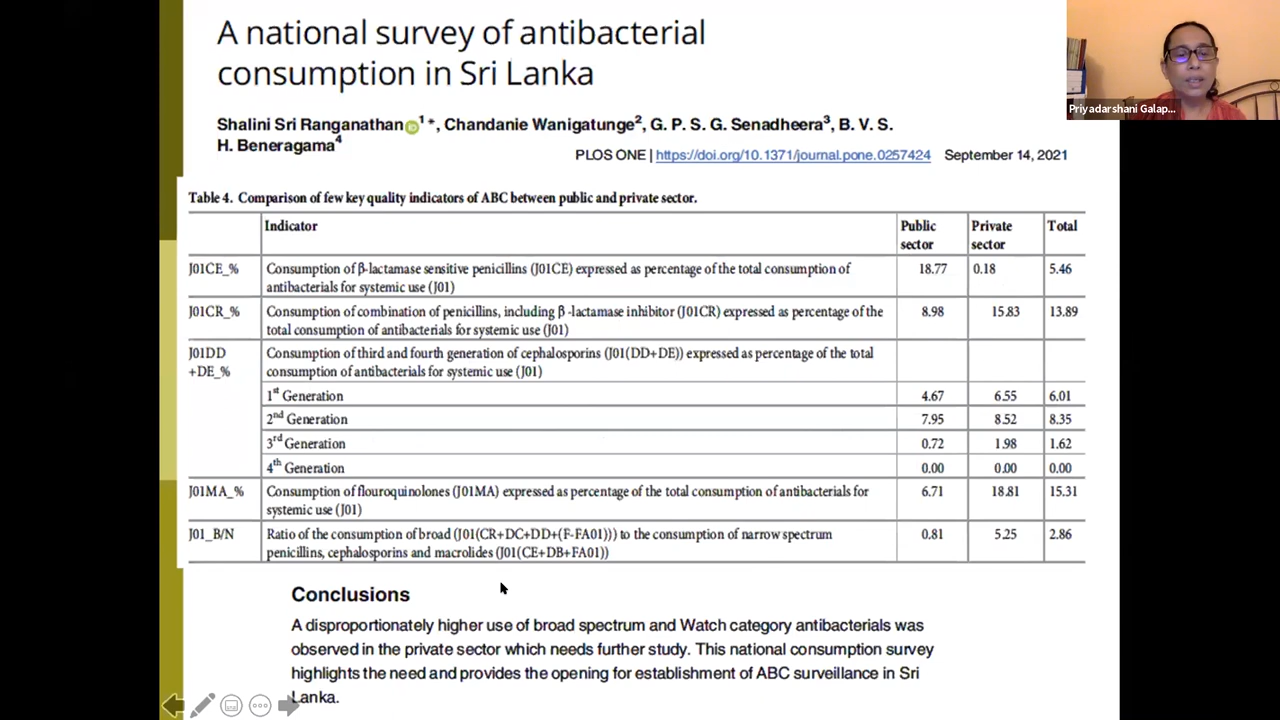 A national survey of antibacterial
consumption in Sri Lanka
Shalini Sri Ranganathan iD 1 *, Chandanie Wanigatunge2, G. P. S. G. Senadheera3, B. V. S.
H. Beneragama4
PLOS ONE | https://doi.org/10.1371/journal.pone.0257424 September 14, 2021
Priyadarshani Galap...
Table 4. Comparison of few key quality indicators of ABC between public and private sector.
Indicator Public sector Private sector Total
J01CE_% Consumption of β-lactamase sensitive penicillins (J01CE) expressed as percentage of the total consumption of 18.77 0.18 5.46
antibacterials for systemic use (J01)
J01CR_% Consumption of combination of penicillins, including β -lactamase inhibitor (J01CR) expressed as percentage of the 8.98 15.83 13.89
total consumption of antibacterials for systemic use (J01)
J01DD Consumption of third and fourth generation of cephalosporins (J01(DD+DE)) expressed as percentage of the total
+DE_% consumption of antibacterials for systemic use (J01)
1st Generation 4.67 6.55 6.01
2nd Generation 7.95 8.52 8.35
3rd Generation 0.72 1.98 1.62
4th Generation 0.00 0.00 0.00
J01MA_% Consumption of flouroquinolones (J01MA) expressed as percentage of the total consumption of antibacterials for 6.71 18.81 15.31
systemic use (J01)
J01_B/N Ratio of the consumption of broad (J01(CR+DC+DD+(F-FA01))) to the consumption of narrow spectrum 0.81 5.25 2.86
penicillins, cephalosporins and macrolides (J01(CE+DB+FA01))
Conclusions
A disproportionately higher use of broad spectrum and Watch category antibacterials was
observed in the private sector which needs further study. This national consumption survey
highlights the need and provides the opening for establishment of ABC surveillance in Sri
Lanka.